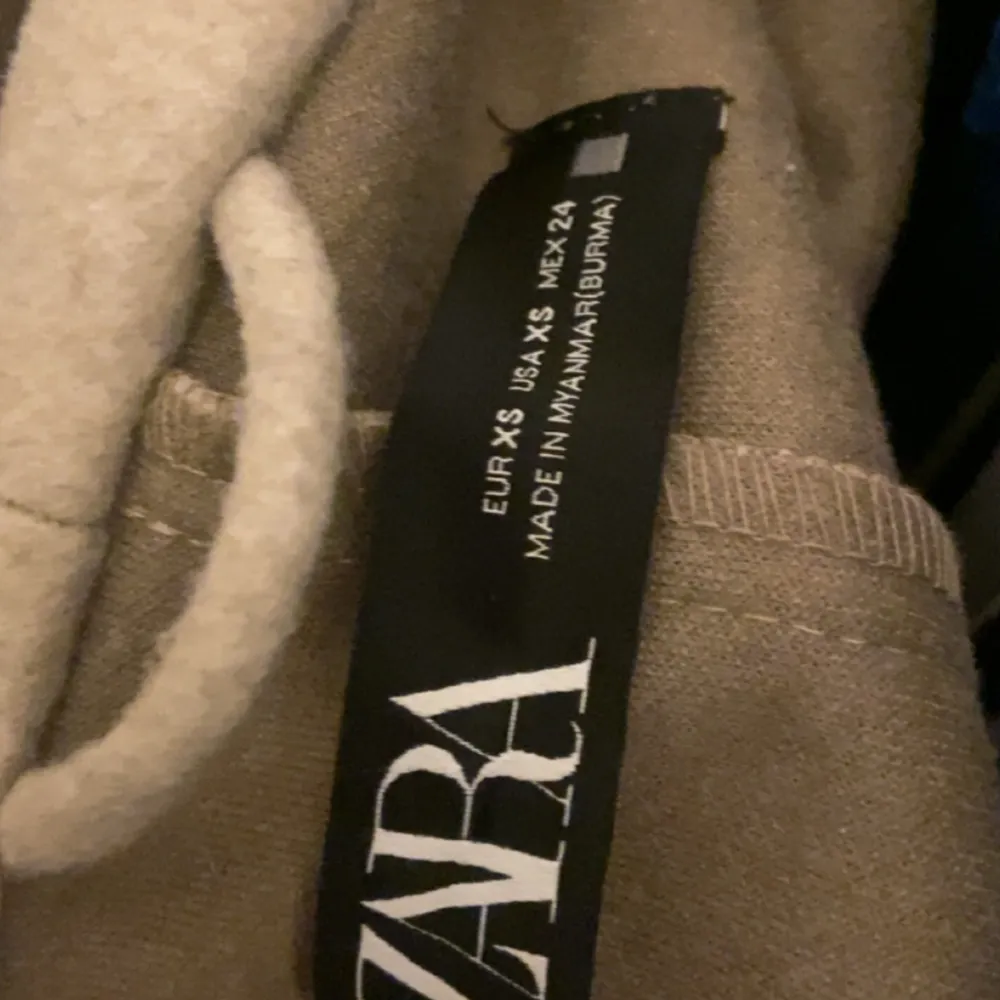 ZARA
EUR XS USA XS MEX 24
MADE IN MYANMAR(BURMA)